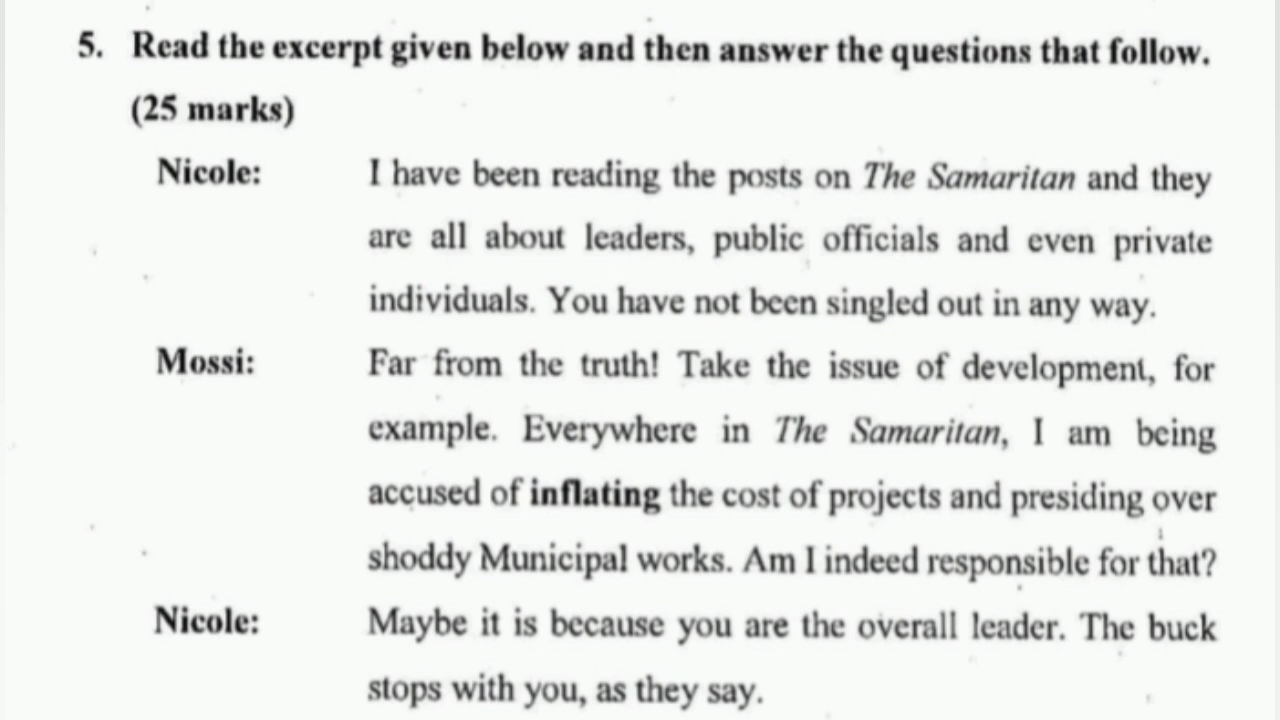 5. Read the excerpt given below and then answer the questions that follow.
(25 marks)
Nicole: I have been reading the posts on The Samaritan and they
are all about leaders, public officials and even private
individuals. You have not been singled out in any way.
Mossi: Far from the truth! Take the issue of development, for
example. Everywhere in The Samaritan, I am being
accused of inflating the cost of projects and presiding over
shoddy Municipal works. Am I indeed responsible for that?
Nicole: Maybe it is because you are the overall leader. The buck
stops with you, as they say.